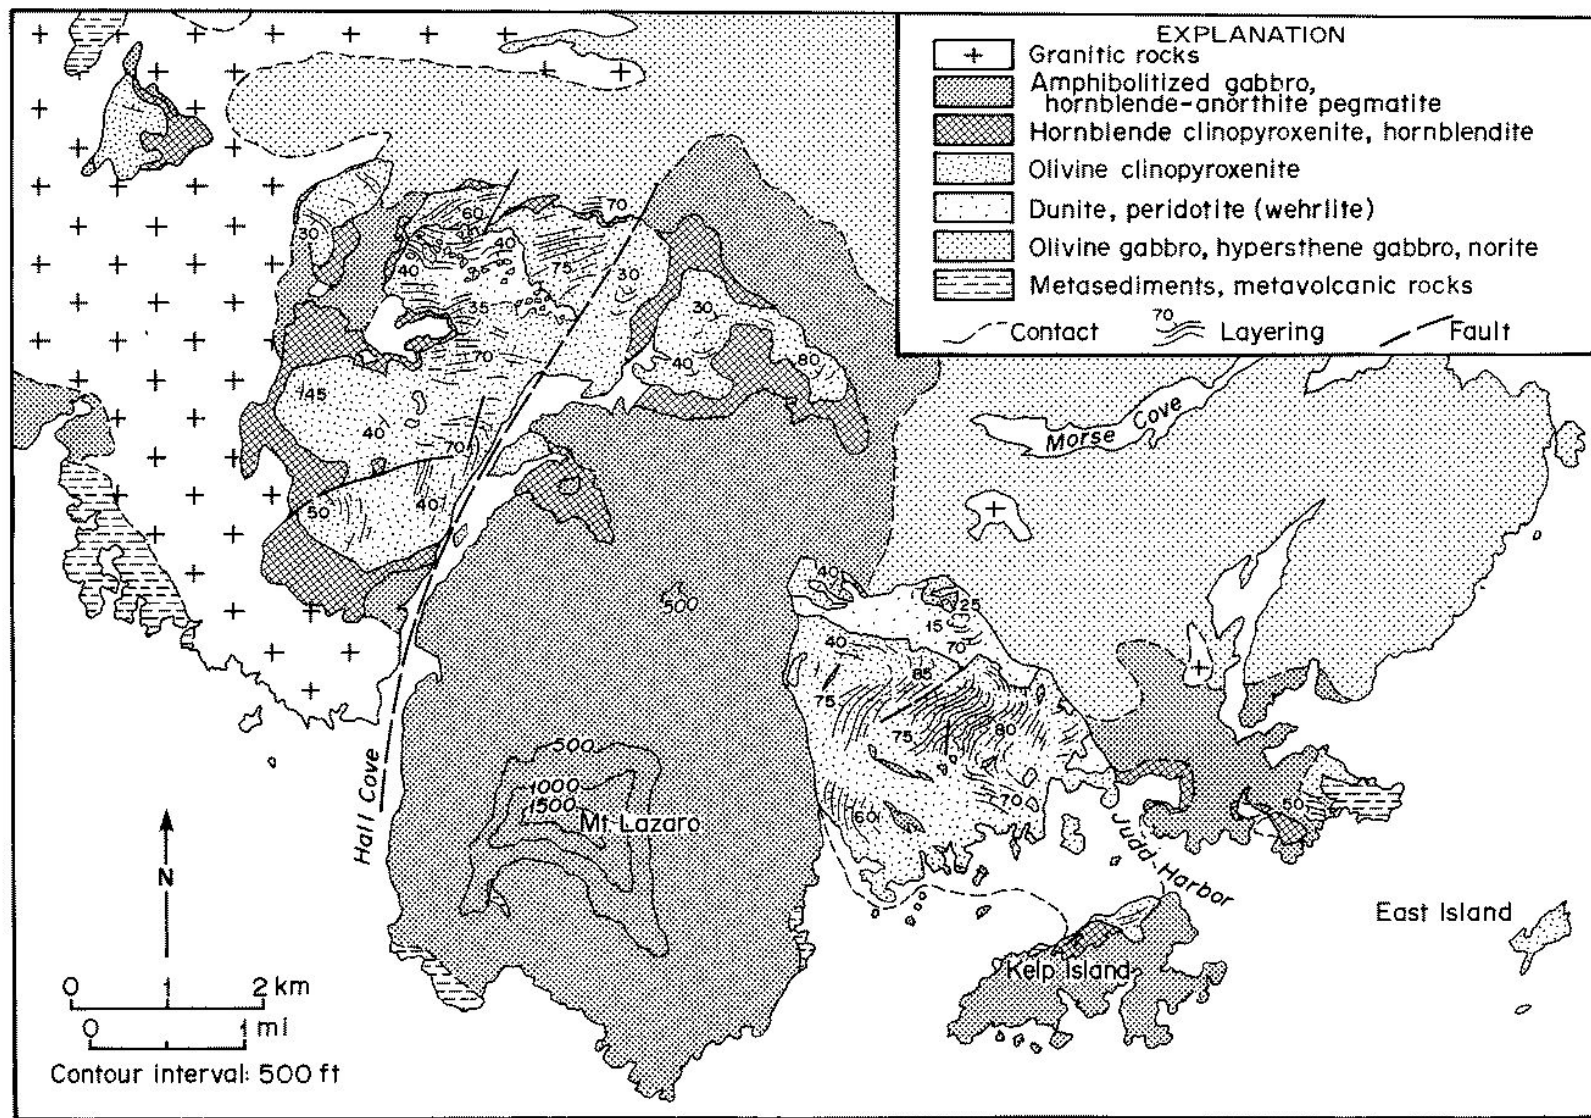 EXPLANATION
Granitic rocks
Amphibolitized gabbro,
hornblende-anorthite pegmatite
Hornblende clinopyroxenite, hornblendite
Olivine clinopyroxenite
Dunite, peridotite (wehrlite)
Olivine gabbro, hypersthene gabbro, norite
Metasediments, metavolcanic rocks
Contact
70
Layering
Fault
60
70
30
40
40
75
30
35
30
70
40
80
45
40
70
50
40
Morse Cove
500
40
25
15
40
70
85
75
75
80
60
70
50
500
1000
1500
Mt. Lazaro
Hall Cove
Judd Harbor
East Island
Kelp Island
N
0 1 2 km
0 1 mi
Contour interval: 500 ft